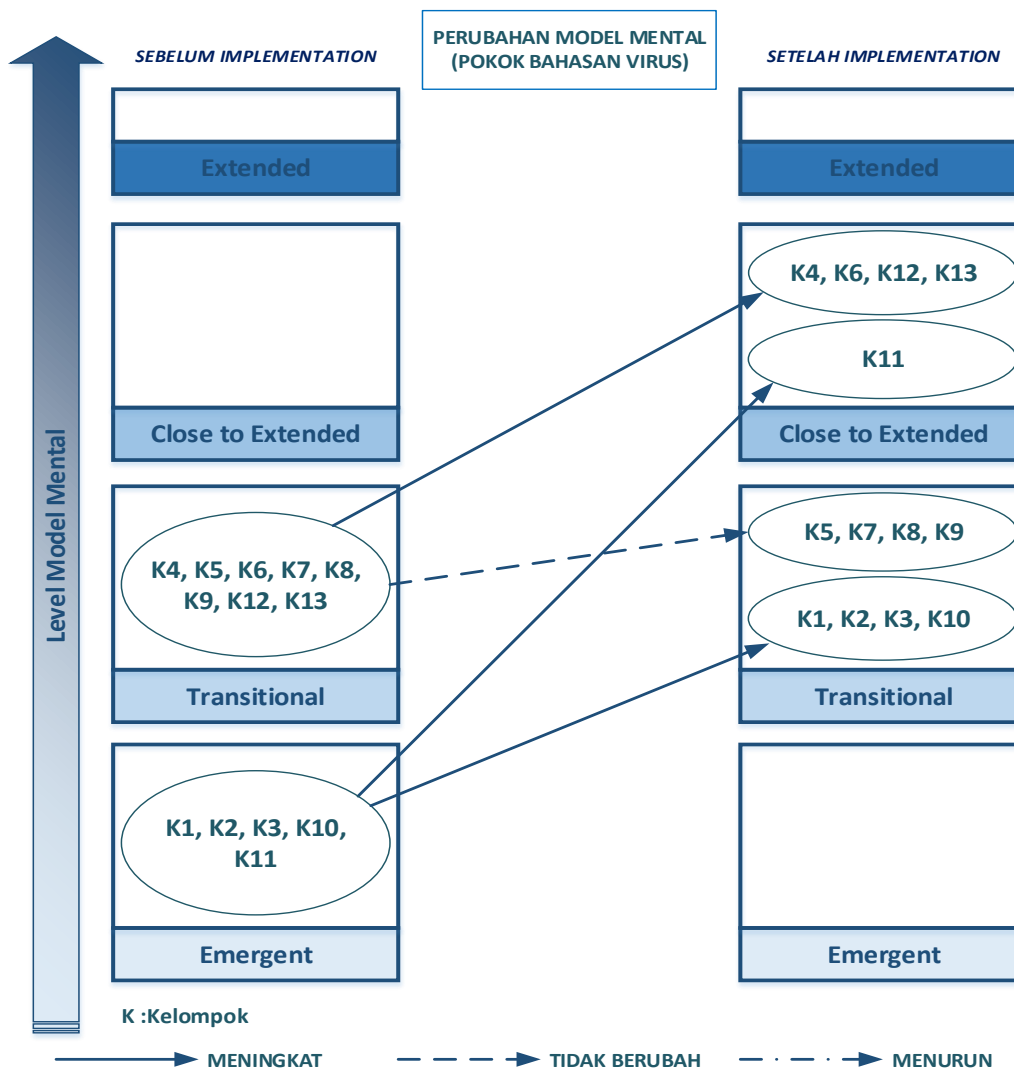 PERUBAHAN MODEL MENTAL
(POKOK BAHASAN VIRUS)
SEBELUM IMPLEMENTATION
SETELAH IMPLEMENTATION
Level Model Mental
Extended
Close to Extended
K4, K5, K6, K7, K8,
K9, K12, K13
Transitional
K1, K2, K3, K10,
K11
Emergent
Extended
K4, K6, K12, K13
K11
Close to Extended
K5, K7, K8, K9
K1, K2, K3, K10
Transitional
Emergent
K :Kelompok
MENINGKAT
TIDAK BERUBAH
MENURUN